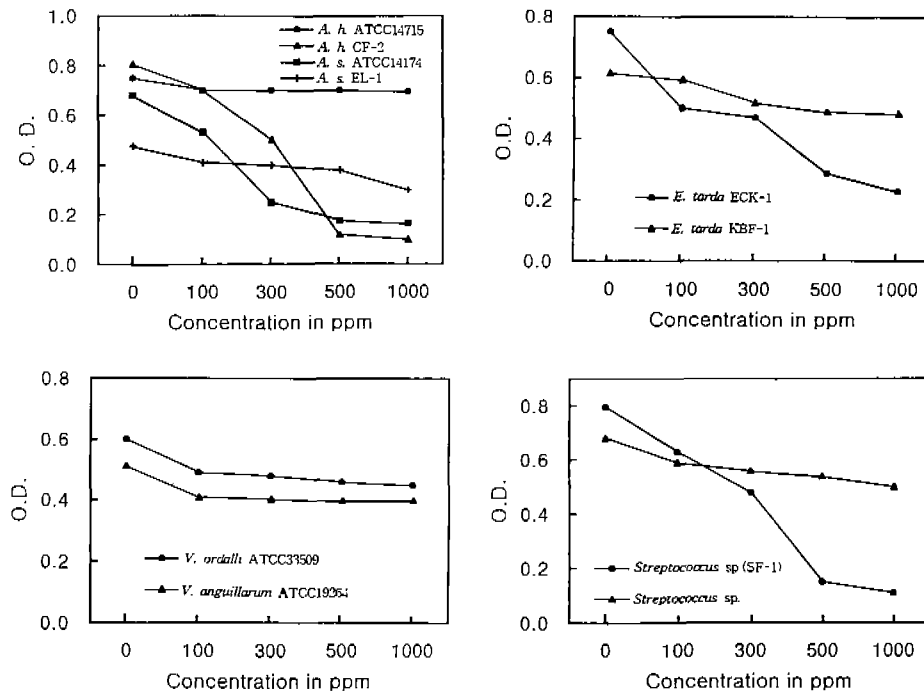 1.0
0.8
0.6
0.4
0.2
0.0
O. D.
A. h. ATCC14715
A. h. CF-2
A. s. ATCC14174
A. s. EL-1
0 100 300 500 1000
Concentration in ppm
0.8
0.6
0.4
0.2
0.0
O.D.
E. tarda ECK-1
E. tarda KBF-1
0 100 300 500 1000
Concentration in ppm
0.8
0.6
0.4
0.2
0.0
O.D.
V. ordalli ATCC33509
V. anguillarum ATCC19264
0 100 300 500 1000
Concentration in ppm
0.8
0.6
0.4
0.2
0.0
O.D.
Streptococcus sp (SF-1)
Streptococcus sp.
0 100 300 500 1000
Concentration in ppm